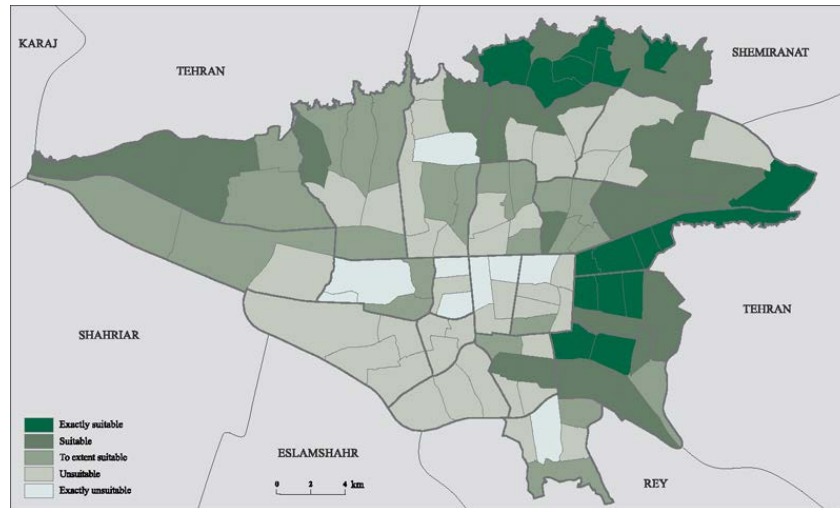 KARAJ
TEHRAN
SHEMIRANAT
TEHRAN
SHAHRIAR
ESLAMSHAHR
REY
Exactly suitable
Suitable
To extent suitable
Unsuitable
Exactly unsuitable
0 2 4 km